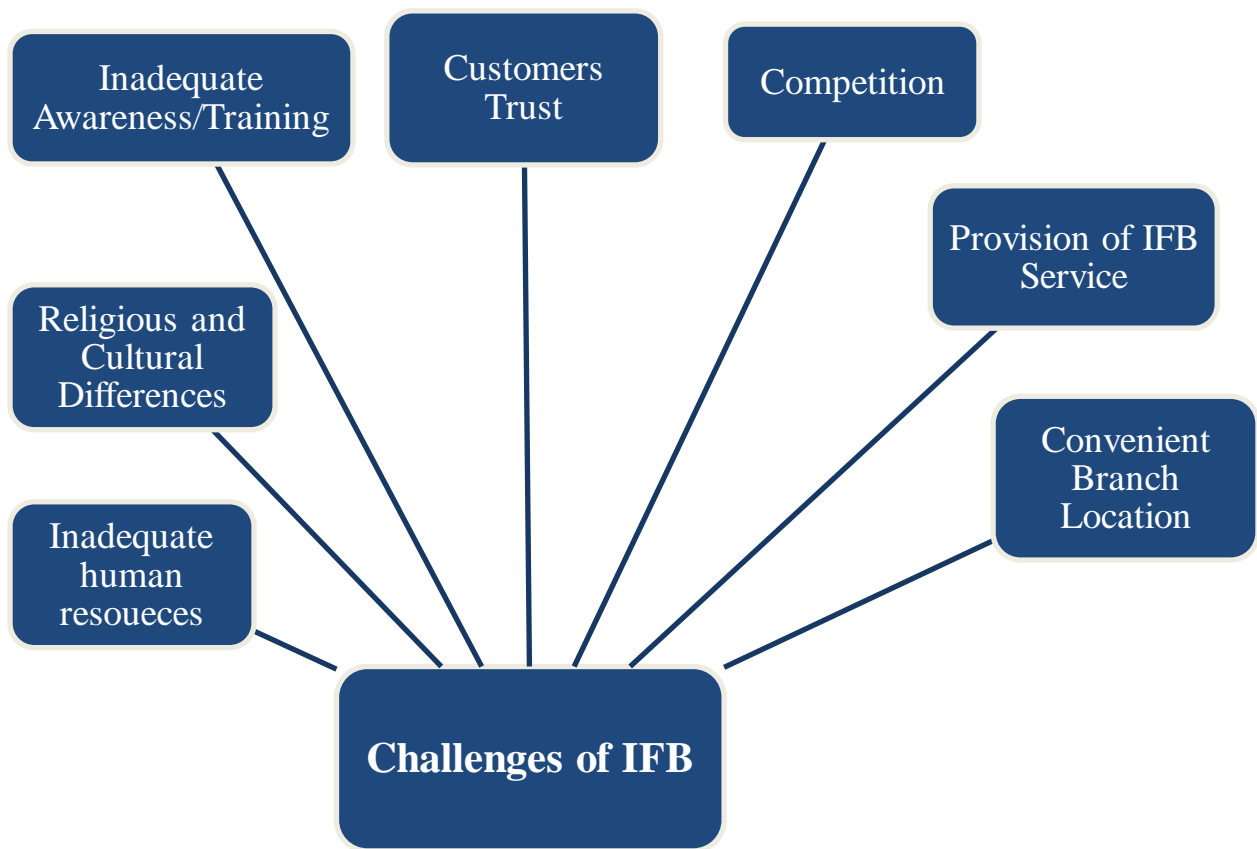 Inadequate
Awareness/Training
Customers
Trust
Competition
Provision of IFB
Service
Religious and
Cultural
Differences
Convenient
Branch
Location
Inadequate
human
resoueces
Challenges of IFB